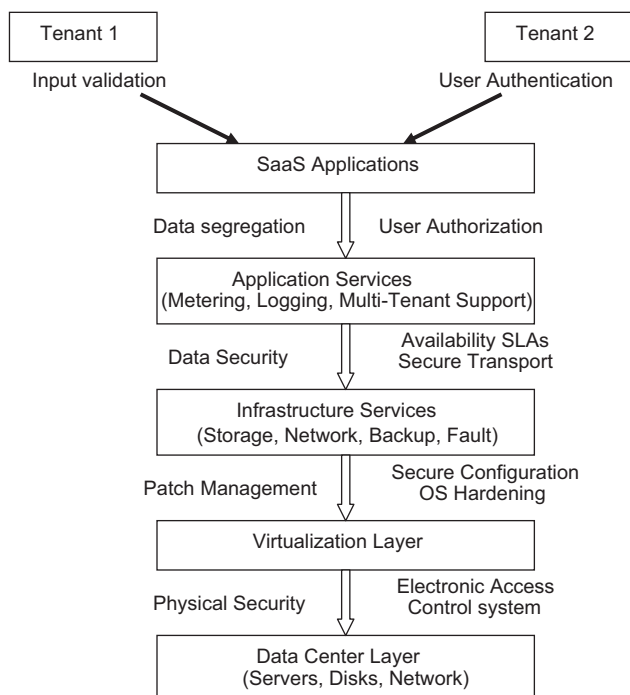 Tenant 1
Tenant 2
Input validation
User Authentication
SaaS Applications
Data segregation
User Authorization
Application Services
(Metering, Logging, Multi-Tenant Support)
Data Security
Availability SLAs
Secure Transport
Infrastructure Services
(Storage, Network, Backup, Fault)
Patch Management
Secure Configuration
OS Hardening
Virtualization Layer
Physical Security
Electronic Access
Control system
Data Center Layer
(Servers, Disks, Network)